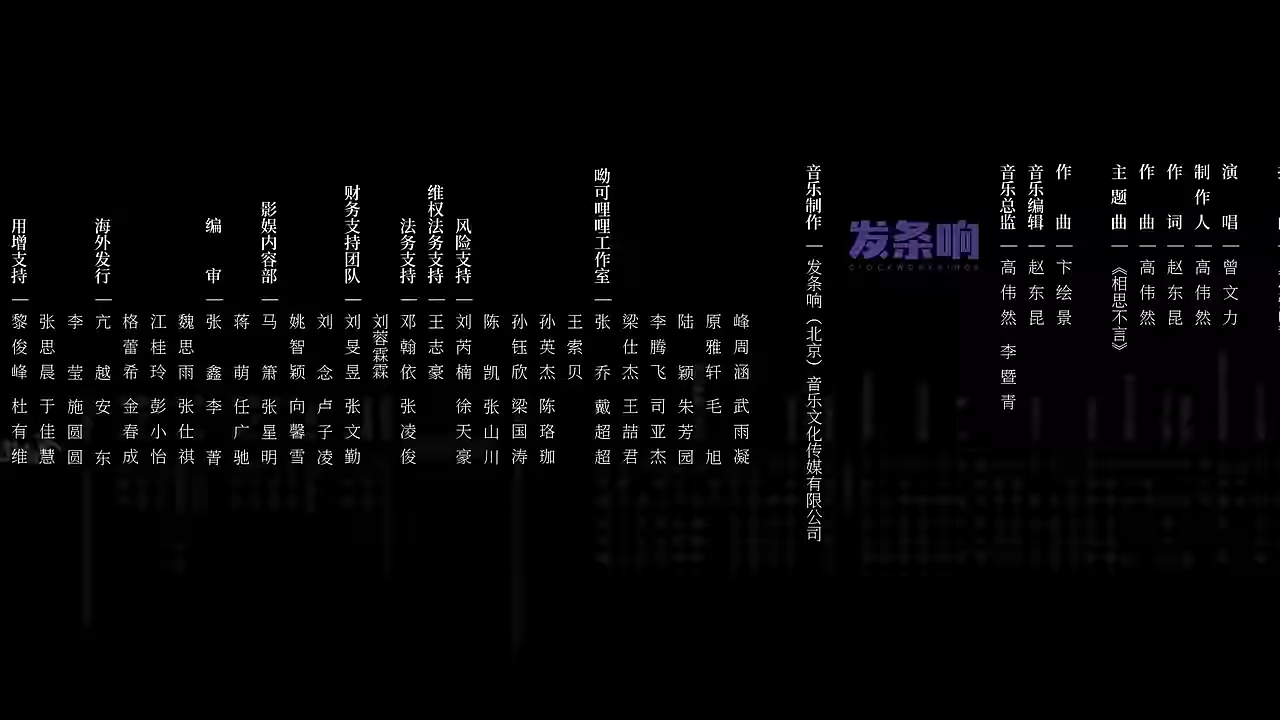 用增支持 | 黎俊峰 杜有维
张思晨 于佳慧
李莹 施圆圆
海外发行 | 亢越 安东
格蕾希 金春成
江桂玲 彭小怡
魏思雨 张仕祺
编审 | 张鑫 李菁
蒋萌 任广驰
影娱内容部 | 马箫 张星明
姚智颖 向馨雪
刘念 卢子凌
财务支持团队 | 刘旻昱 张文勤
刘蓉霖霖
法务支持 | 邓翰依 张凌俊
维权法务支持 | 王志豪
风险支持 | 刘芮楠 徐天豪
陈凯 张山川
孙钰欣 梁国涛
孙英杰 陈珞珈
王索贝
呦可哩哩工作室 | 张乔 戴超超
梁仕杰 王喆君
李腾飞 司亚杰
陆颖 朱芳园
原雅轩 毛旭
峰周涵 武雨凝
音乐制作 | 发条响（北京）音乐文化传媒有限公司
发条响
CLOCKWORKRINGS
音乐总监 | 高伟然 李暨青
音乐编辑 | 赵东昆
作曲 | 卞绘景
主题曲 | 《相思不言》
作曲 | 高伟然
作词 | 赵东昆
制作人 | 高伟然
演唱 | 曾文力